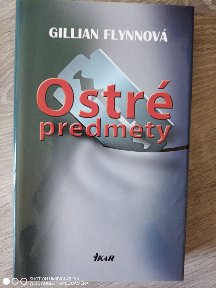 GILLIAN FLYNNOVÁ
Ostré
predmety
IKAR